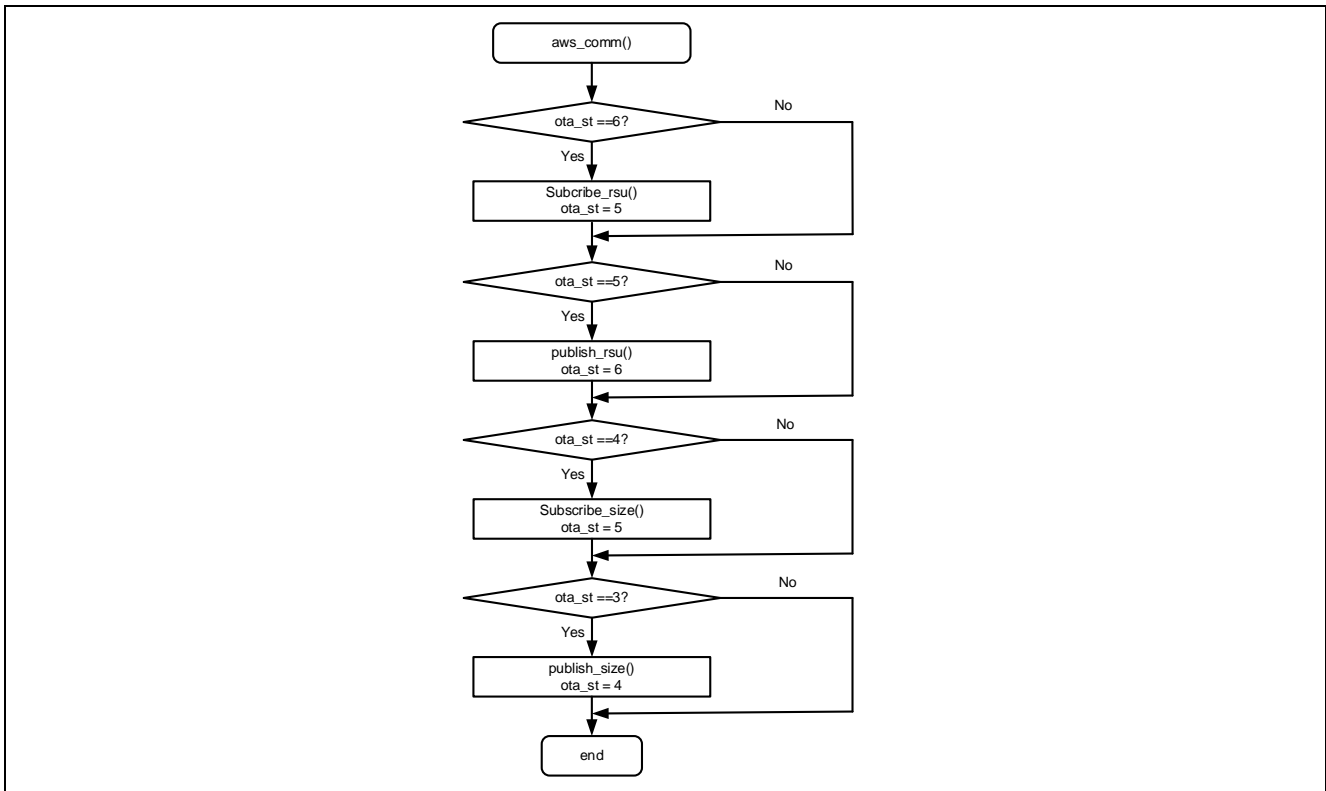 aws_comm()
No
ota_st ==6?
Yes
Subcribe_rsu()
ota_st = 5
No
ota_st ==5?
Yes
publish_rsu()
ota_st = 6
No
ota_st ==4?
Yes
Subscribe_size()
ota_st = 5
No
ota_st ==3?
Yes
publish_size()
ota_st = 4
end